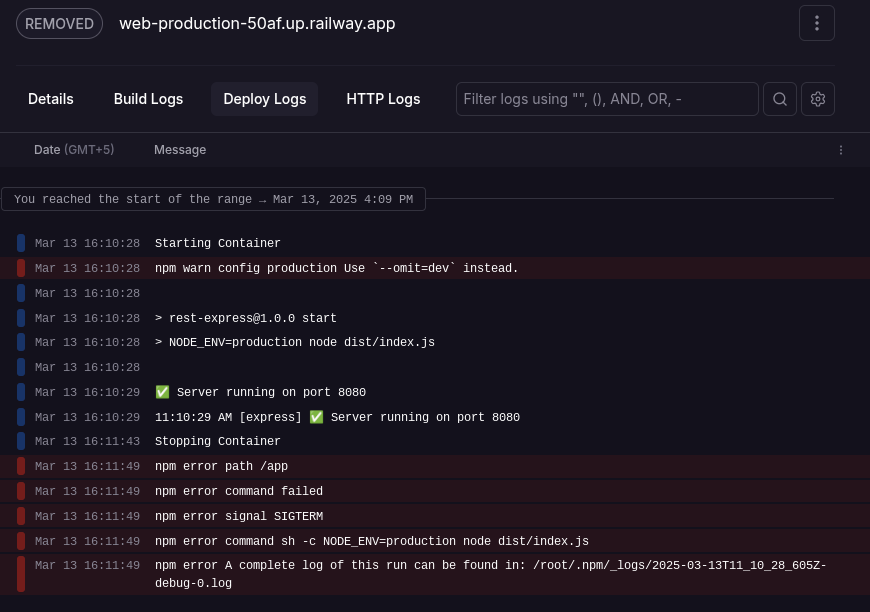 REMOVED web-production-50af.up.railway.app
Details Build Logs Deploy Logs HTTP Logs Filter logs using "", (), AND, OR, -
Date (GMT+5) Message
You reached the start of the range → Mar 13, 2025 4:09 PM
Mar 13 16:10:28 Starting Container
Mar 13 16:10:28 npm warn config production Use `--omit=dev` instead.
Mar 13 16:10:28
Mar 13 16:10:28 > rest-express@1.0.0 start
Mar 13 16:10:28 > NODE_ENV=production node dist/index.js
Mar 13 16:10:28
Mar 13 16:10:29 ✅ Server running on port 8080
Mar 13 16:10:29 11:10:29 AM [express] ✅ Server running on port 8080
Mar 13 16:11:43 Stopping Container
Mar 13 16:11:49 npm error path /app
Mar 13 16:11:49 npm error command failed
Mar 13 16:11:49 npm error signal SIGTERM
Mar 13 16:11:49 npm error command sh -c NODE_ENV=production node dist/index.js
Mar 13 16:11:49 npm error A complete log of this run can be found in: /root/.npm/_logs/2025-03-13T11_10_28_605Z-
debug-0.log